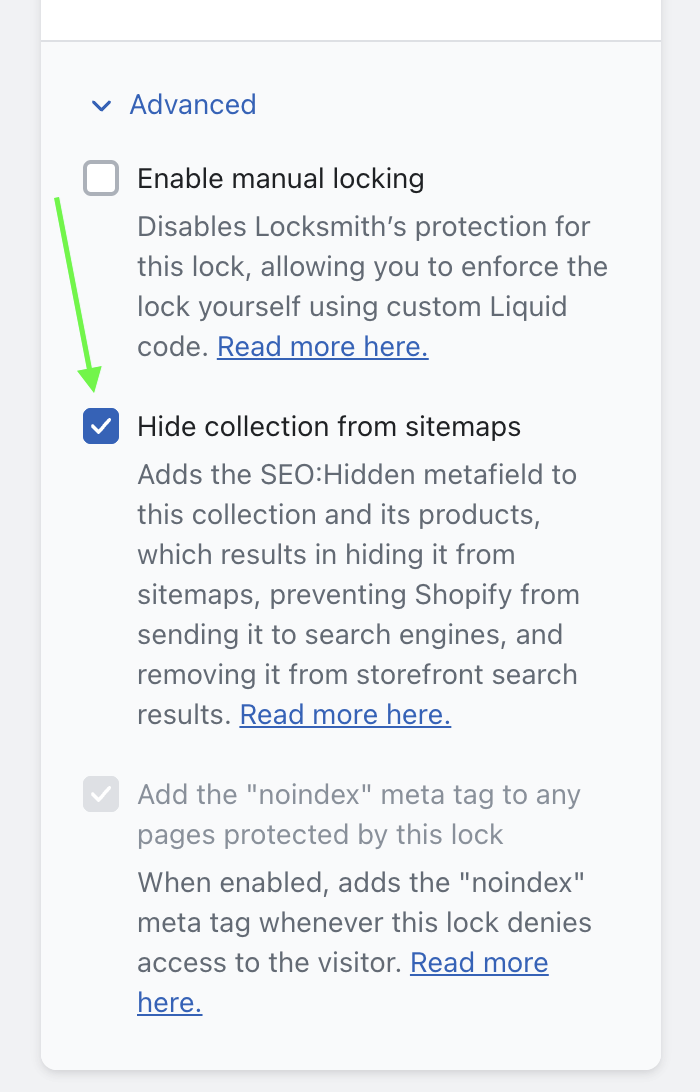 Advanced
Enable manual locking
Disables Locksmith’s protection for
this lock, allowing you to enforce the
lock yourself using custom Liquid
code. Read more here.
Hide collection from sitemaps
Adds the SEO:Hidden metafield to
this collection and its products,
which results in hiding it from
sitemaps, preventing Shopify from
sending it to search engines, and
removing it from storefront search
results. Read more here.
Add the "noindex" meta tag to any
pages protected by this lock
When enabled, adds the "noindex"
meta tag whenever this lock denies
access to the visitor. Read more
here.